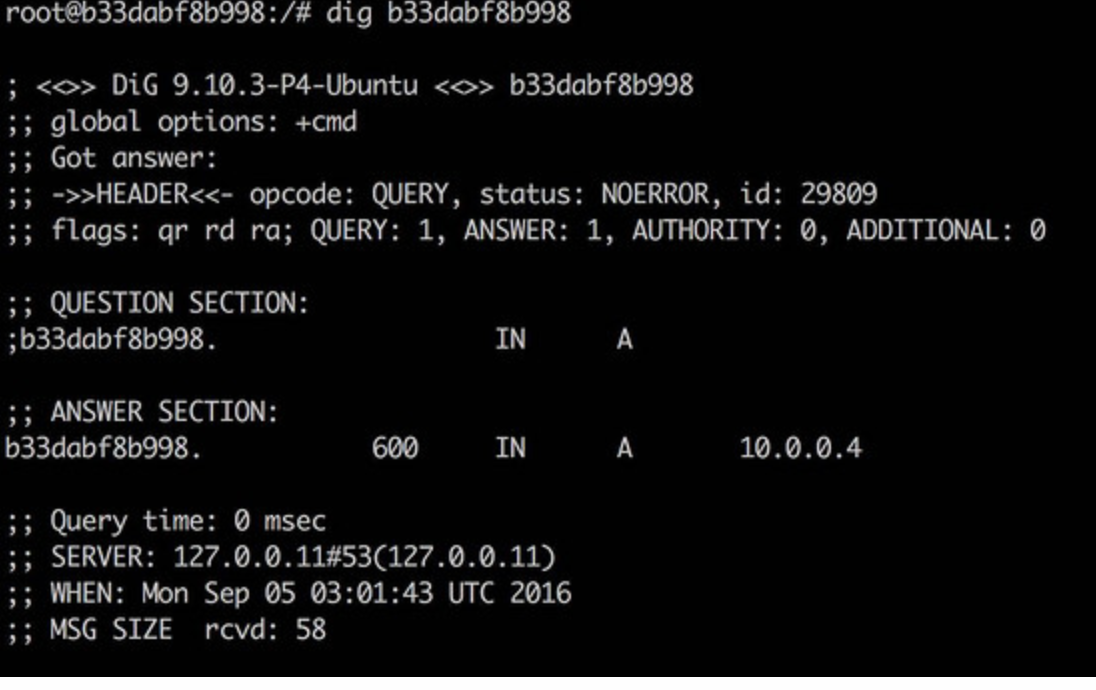 root@b33dabf8b998:/# dig b33dabf8b998
; <<>> DiG 9.10.3-P4-Ubuntu <<>> b33dabf8b998
;; global options: +cmd
;; Got answer:
;; ->>HEADER<<- opcode: QUERY, status: NOERROR, id: 29809
;; flags: qr rd ra; QUERY: 1, ANSWER: 1, AUTHORITY: 0, ADDITIONAL: 0
;; QUESTION SECTION:
;b33dabf8b998. IN A
;; ANSWER SECTION:
b33dabf8b998. 600 IN A 10.0.0.4
;; Query time: 0 msec
;; SERVER: 127.0.0.11#53(127.0.0.11)
;; WHEN: Mon Sep 05 03:01:43 UTC 2016
;; MSG SIZE rcvd: 58